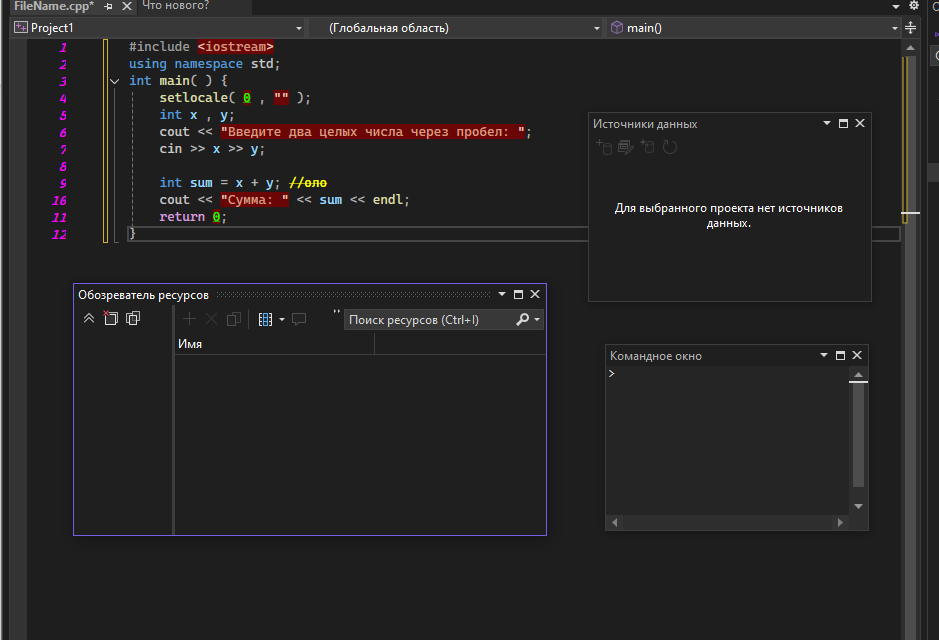 FileName.cpp* Что нового?
Project1 (Глобальная область) main()
1 #include <iostream>
2 using namespace std;
3 int main( ) {
4 setlocale( 0 , "" );
5 int x , y;
6 cout << "Введите два целых числа через пробел: ";
7 cin >> x >> y;
8
9 int sum = x + y; //оло
10 cout << "Сумма: " << sum << endl;
11 return 0;
12 }
Источники данных
Для выбранного проекта нет источников
данных.
Обозреватель ресурсов
" Поиск ресурсов (Ctrl+I)
Имя
Командное окно
>